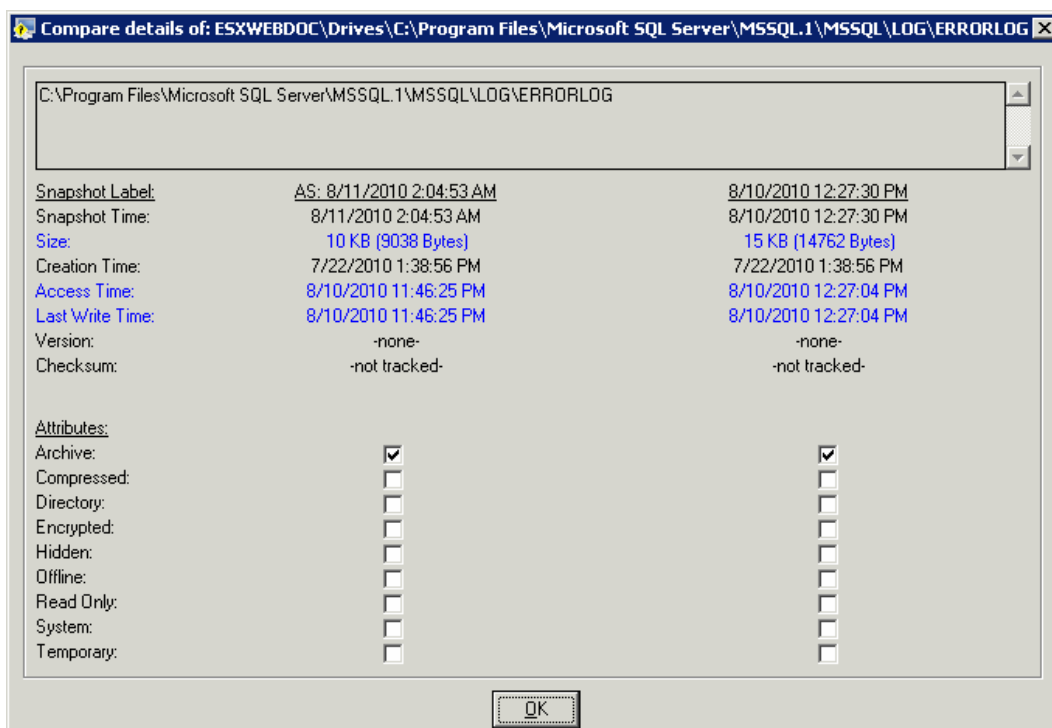 Compare details of: ESXWEBDOC\Drives\C:\Program Files\Microsoft SQL Server\MSSQL.1\MSSQL\LOG\ERRORLOG
C:\Program Files\Microsoft SQL Server\MSSQL.1\MSSQL\LOG\ERRORLOG
Snapshot Label: AS: 8/11/2010 2:04:53 AM 8/10/2010 12:27:30 PM
Snapshot Time: 8/11/2010 2:04:53 AM 8/10/2010 12:27:30 PM
Size: 10 KB (9038 Bytes) 15 KB (14762 Bytes)
Creation Time: 7/22/2010 1:38:56 PM 7/22/2010 1:38:56 PM
Access Time: 8/10/2010 11:46:25 PM 8/10/2010 12:27:04 PM
Last Write Time: 8/10/2010 11:46:25 PM 8/10/2010 12:27:04 PM
Version: -none- -none-
Checksum: -not tracked- -not tracked-
Attributes:
Archive:
Compressed:
Directory:
Encrypted:
Hidden:
Offline:
Read Only:
System:
Temporary:
OK